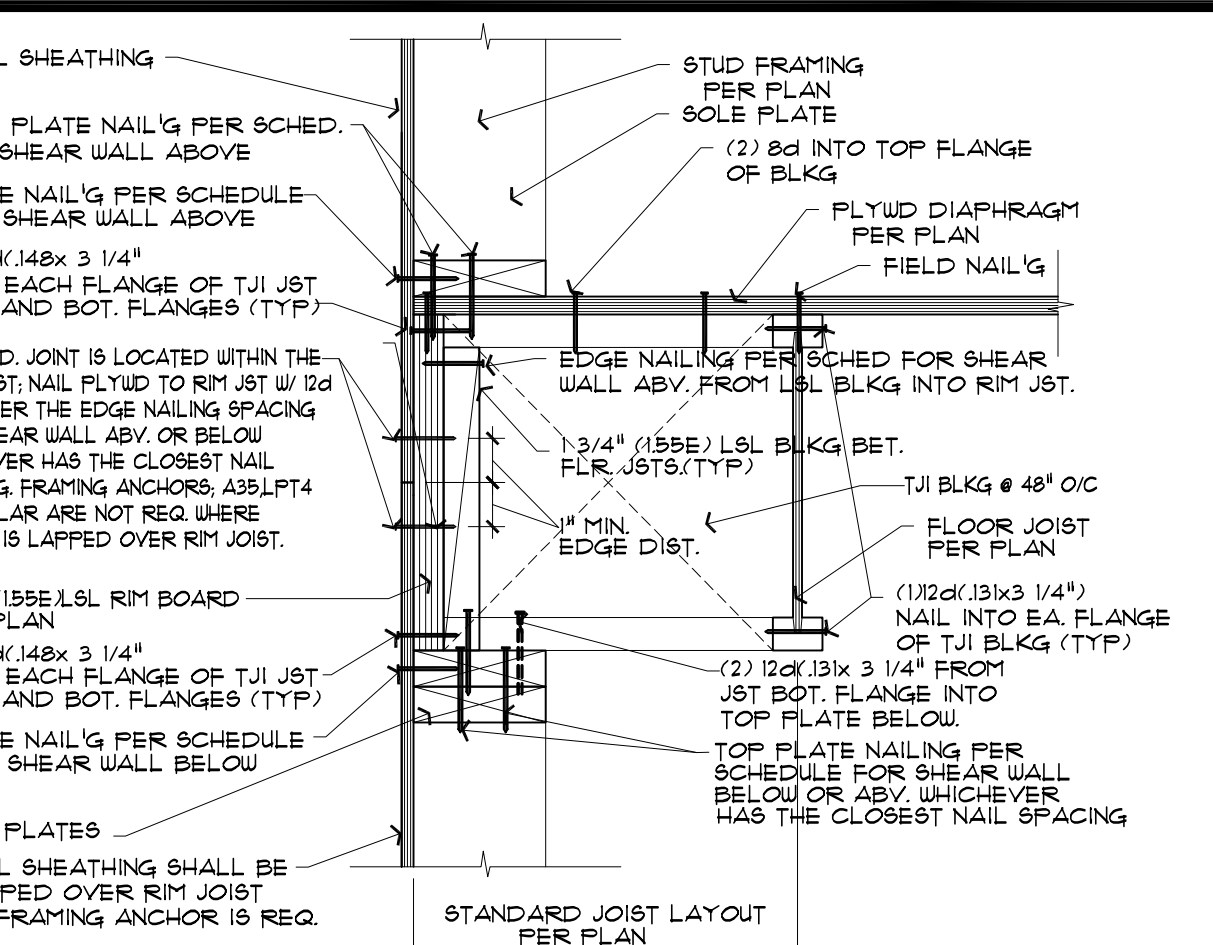 L SHEATHING
PLATE NAIL'G PER SCHED.
SHEAR WALL ABOVE
E NAIL'G PER SCHEDULE
SHEAR WALL ABOVE
d(.148x 3 1/4"
EACH FLANGE OF TJI JST
AND BOT. FLANGES (TYP)
D. JOINT IS LOCATED WITHIN THE
ST; NAIL PLYWD TO RIM JST W/ 12d
ER THE EDGE NAILING SPACING
EAR WALL ABV. OR BELOW
VER HAS THE CLOSEST NAIL
G. FRAMING ANCHORS; A35,LPT4
LAR ARE NOT REQ. WHERE
IS LAPPED OVER RIM JOIST.
(1.55E)LSL RIM BOARD
PLAN
d(.148x 3 1/4"
EACH FLANGE OF TJI JST
AND BOT. FLANGES (TYP)
E NAIL'G PER SCHEDULE
SHEAR WALL BELOW
PLATES
L SHEATHING SHALL BE
PPED OVER RIM JOIST
FRAMING ANCHOR IS REQ.
STUD FRAMING
PER PLAN
SOLE PLATE
(2) 8d INTO TOP FLANGE
OF BLKG
PLYWD DIAPHRAGM
PER PLAN
FIELD NAIL'G
EDGE NAILING PER SCHED FOR SHEAR
WALL ABV. FROM LSL BLKG INTO RIM JST.
1 3/4" (1.55E) LSL BLKG BET.
FLR. JSTS.(TYP)
TJI BLKG @ 48" O/C
1" MIN.
EDGE DIST.
FLOOR JOIST
PER PLAN
(1)12d(.131x3 1/4")
NAIL INTO EA. FLANGE
OF TJI BLKG (TYP)
(2) 12d(.131x 3 1/4" FROM
JST BOT. FLANGE INTO
TOP PLATE BELOW.
TOP PLATE NAILING PER
SCHEDULE FOR SHEAR WALL
BELOW OR ABV. WHICHEVER
HAS THE CLOSEST NAIL SPACING
STANDARD JOIST LAYOUT
PER PLAN